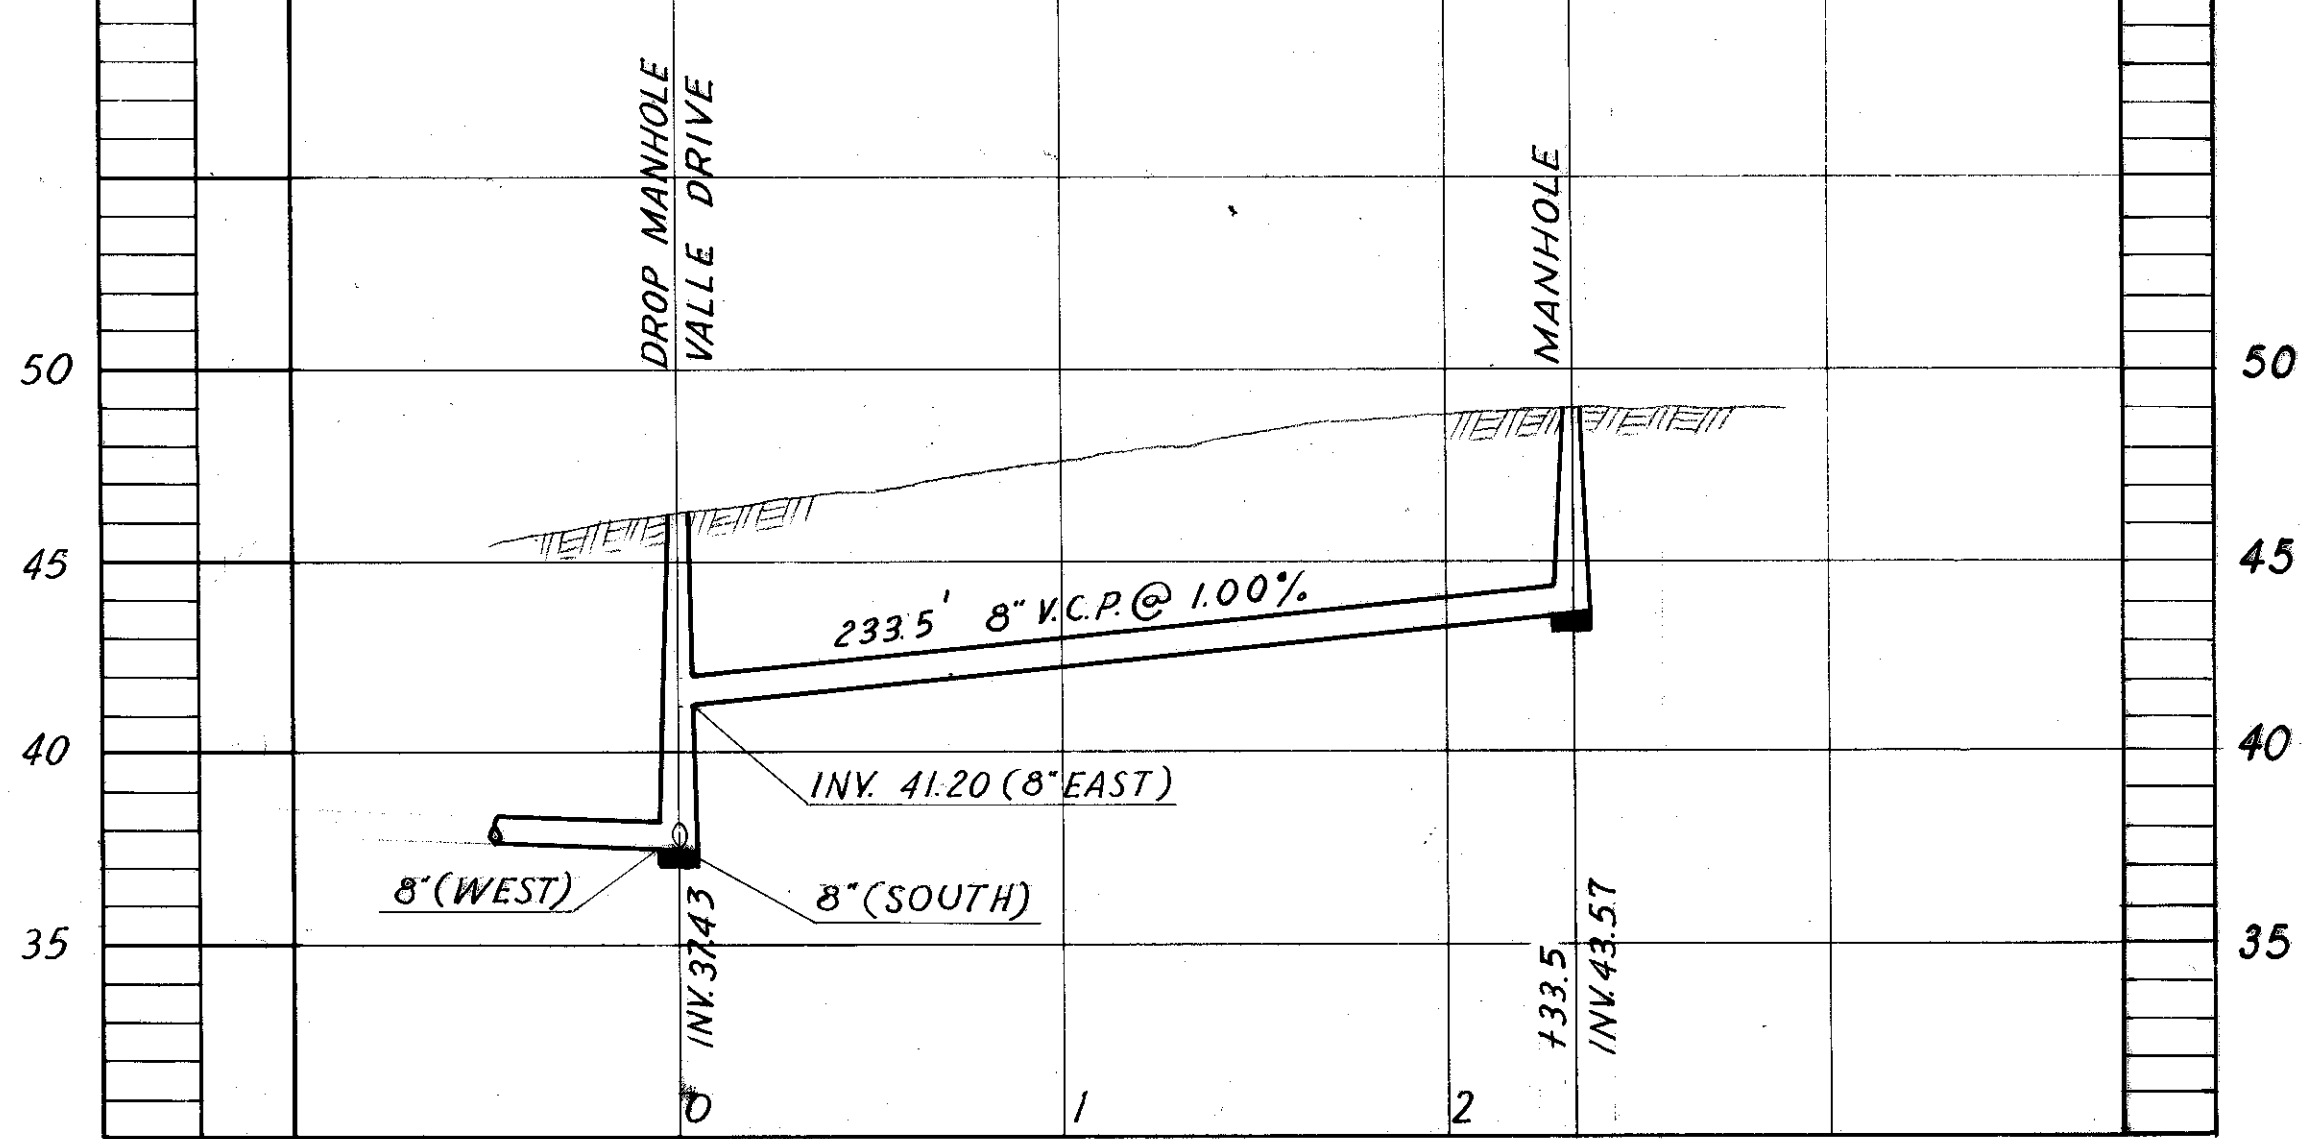 DROP MANHOLE
VALLE DRIVE
MANHOLE
50
50
45
45
233.5' 8" V.C.P. @ 1.00%
40
40
INV. 41.20 (8" EAST)
8" (WEST)
8" (SOUTH)
35
35
INV. 37.43
+33.5
INV. 43.57
0
1
2